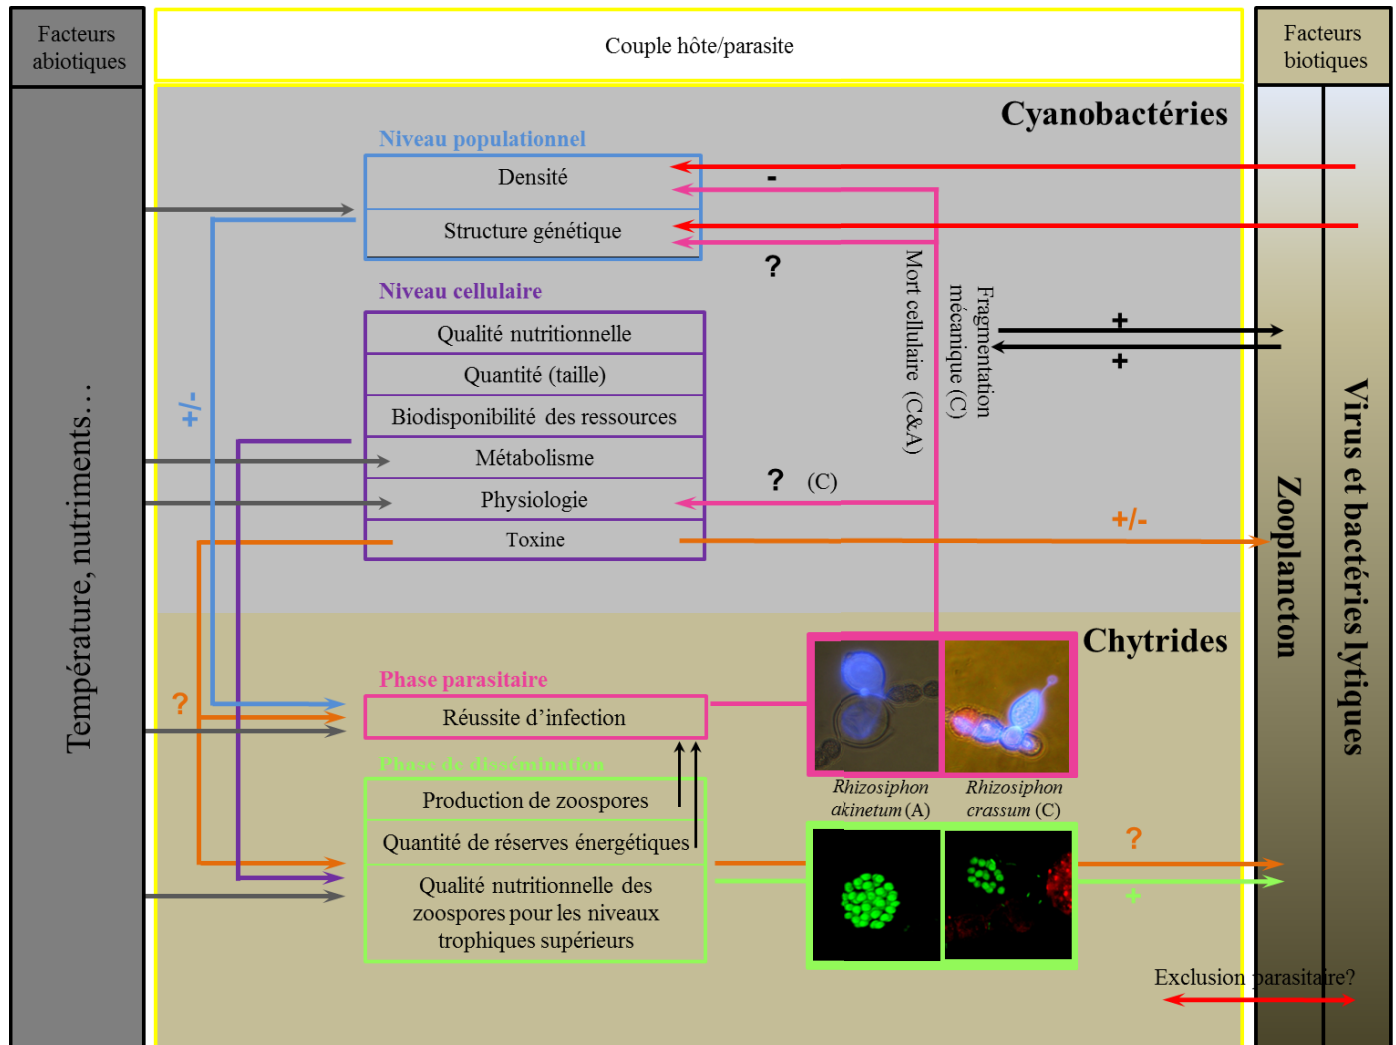 Facteurs
abiotiques
Couple hôte/parasite
Facteurs
biotiques
Température, nutriments…
Cyanobactéries
Niveau populationnel
Densité
-
Structure génétique
?
Niveau cellulaire
Qualité nutritionnelle
Quantité (taille)
Biodisponibilité des ressources
Métabolisme
Physiologie
? (C)
Toxine
+/-
+/-
Mort cellulaire (C&A)
Fragmentation
mécanique (C)
+
+
Zooplancton
Virus et bactéries lytiques
Chytrides
Phase parasitaire
?
Réussite d’infection
Phase de dissémination
Production de zoospores
Quantité de réserves énergétiques
Qualité nutritionnelle des
zoospores pour les niveaux
trophiques supérieurs
Rhizosiphon
akinetum (A)
Rhizosiphon
crassum (C)
?
+
Exclusion parasitaire?